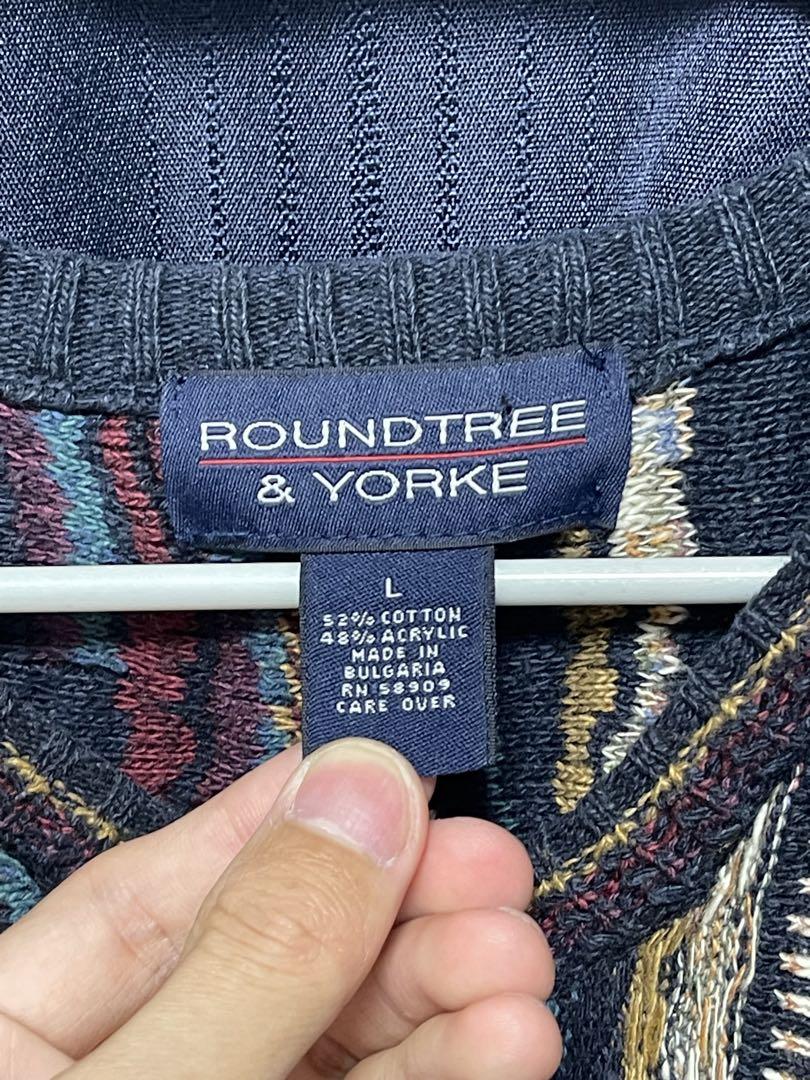 ROUNDTREE
& YORKE
L
52% COTTON
48% ACRYLIC
MADE IN
BULGARIA
RN 58909
CARE OVER